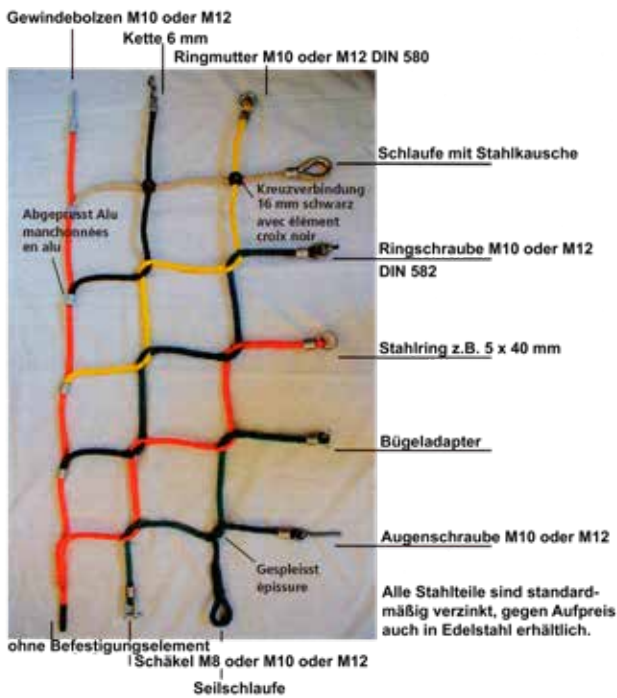 Gewindebolzen M10 oder M12
Kette 6 mm
Ringmutter M10 oder M12 DIN 580
Schlaufe mit Stahlkausche
Kreuzverbindung
16 mm schwarz
avec élément
croix noir
Abgepresst Alu
manchonnées
en alu
Ringschraube M10 oder M12
DIN 582
Stahlring z.B. 5 x 40 mm
Bügeladapter
Augenschraube M10 oder M12
Gespleisst
épissure
Alle Stahlteile sind standard-
mäßig verzinkt, gegen Aufpreis
auch in Edelstahl erhältlich.
ohne Befestigungselement
Schäkel M8 oder M10 oder M12
Seilschlaufe